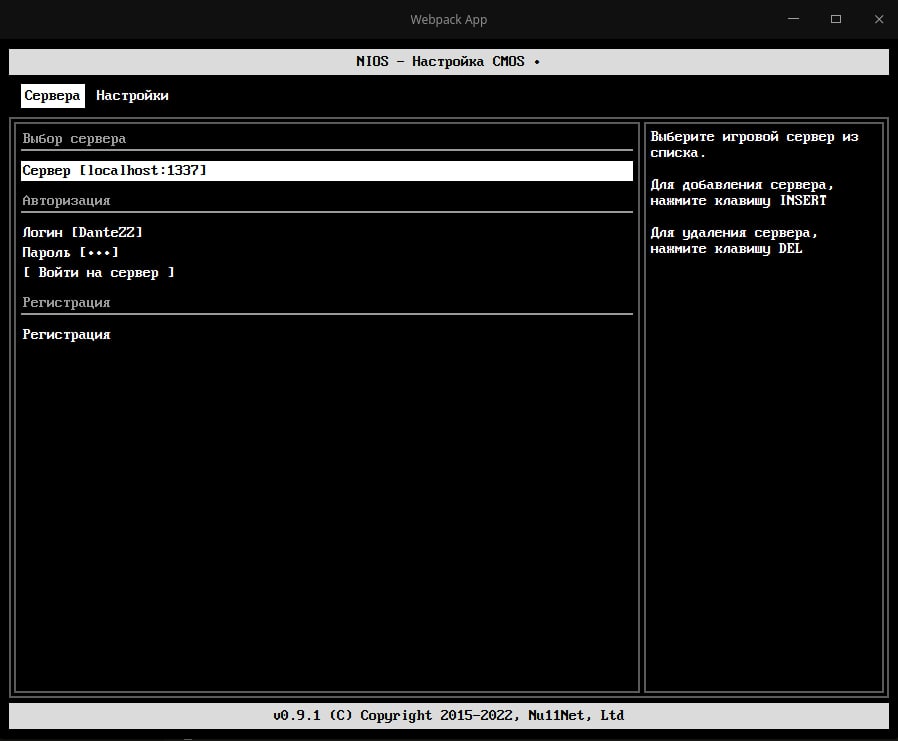 Webpack App
NIOS - Настройка CMOS •
Сервера Настройки
Выбор сервера
Сервер [localhost:1337]
Авторизация
Логин [DanteZZ]
Пароль [•••]
[ Войти на сервер ]
Регистрация
Регистрация
Выберите игровой сервер из
списка.
Для добавления сервера,
нажмите клавишу INSERT
Для удаления сервера,
нажмите клавишу DEL
v0.9.1 (C) Copyright 2015-2022, Nu11Net, Ltd